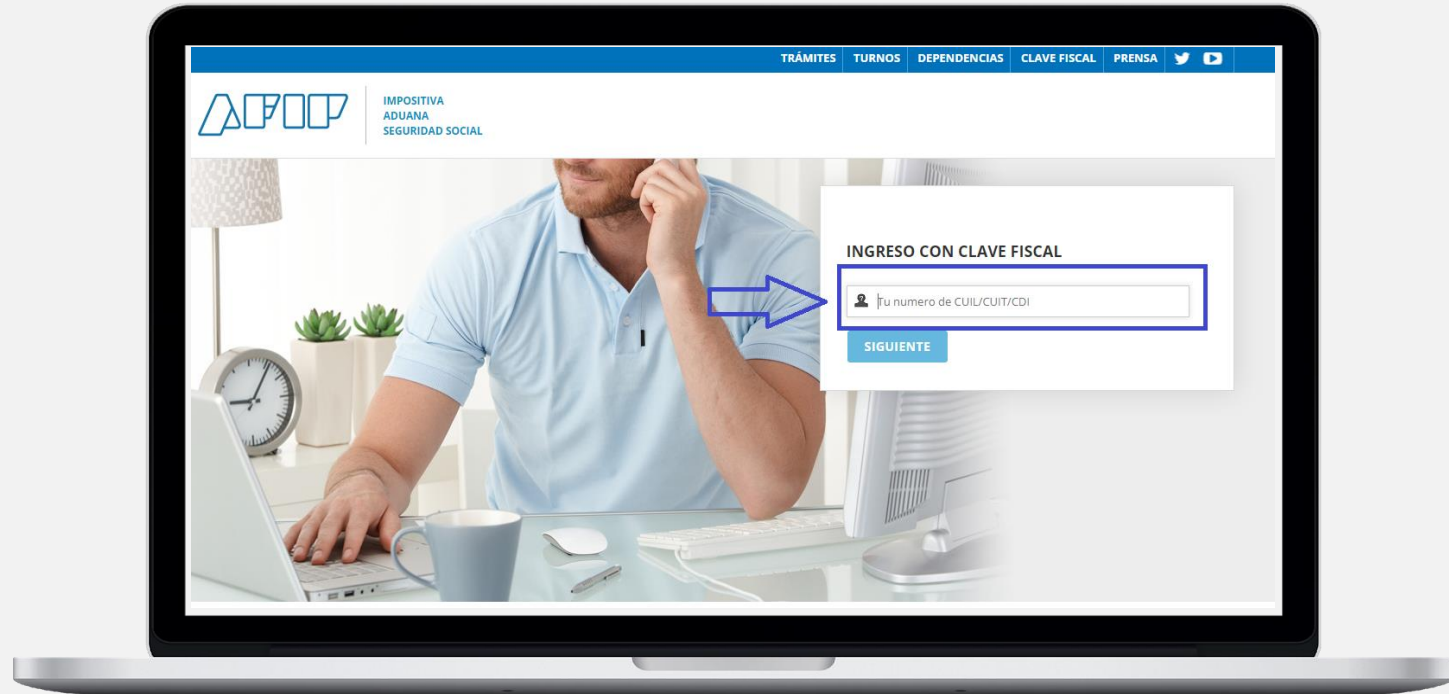 TRÁMITES TURNOS DEPENDENCIAS CLAVE FISCAL PRENSA
AFIP
IMPOSITIVA
ADUANA
SEGURIDAD SOCIAL
INGRESO CON CLAVE FISCAL
Tu numero de CUIL/CUIT/CDI
SIGUIENTE